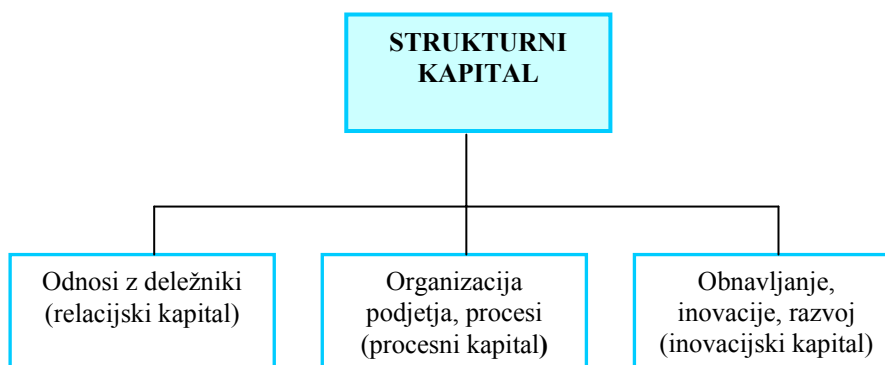 STRUKTURNI
KAPITAL
Odnosi z deležniki
(relacijski kapital)
Organizacija
podjetja, procesi
(procesni kapital)
Obnavljanje,
inovacije, razvoj
(inovacijski kapital)